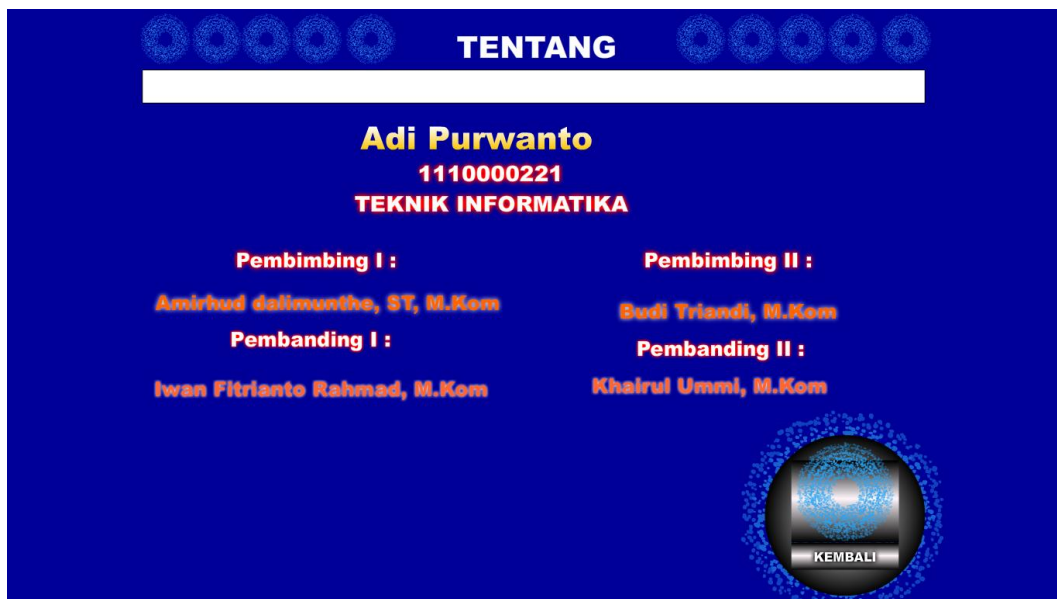 TENTANG
Adi Purwanto
1110000221
TEKNIK INFORMATIKA
Pembimbing I :
Amirhud dalimunthe, ST, M.Kom
Pembanding I :
Iwan Fitrianto Rahmad, M.Kom
Pembimbing II :
Budi Triandi, M.Kom
Pembanding II :
Khairul Ummi, M.Kom
KEMBALI